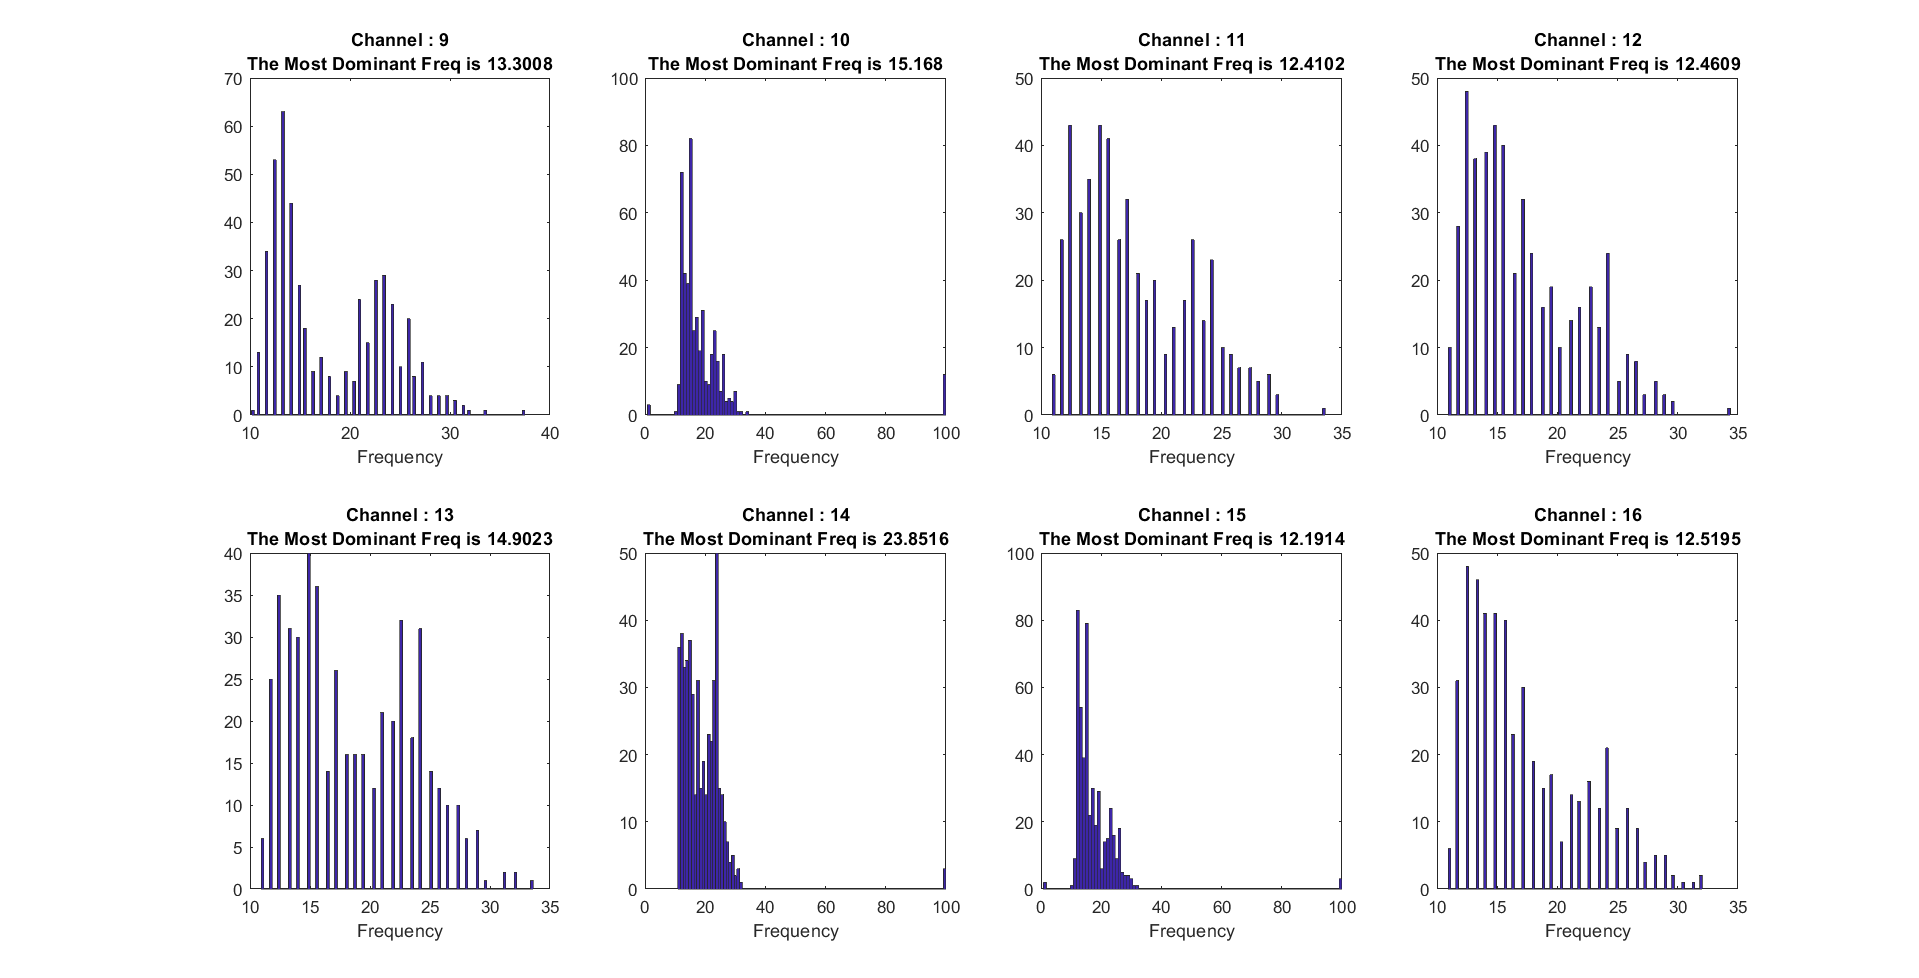 Channel : 9
The Most Dominant Freq is 13.3008
70
60
50
40
30
20
10
0
10 20 30 40
Frequency
Channel : 10
The Most Dominant Freq is 15.168
100
80
60
40
20
0
0 20 40 60 80 100
Frequency
Channel : 11
The Most Dominant Freq is 12.4102
50
40
30
20
10
0
10 15 20 25 30 35
Frequency
Channel : 12
The Most Dominant Freq is 12.4609
50
40
30
20
10
0
10 15 20 25 30 35
Frequency
Channel : 13
The Most Dominant Freq is 14.9023
40
35
30
25
20
15
10
5
0
10 15 20 25 30 35
Frequency
Channel : 14
The Most Dominant Freq is 23.8516
50
40
30
20
10
0
0 20 40 60 80 100
Frequency
Channel : 15
The Most Dominant Freq is 12.1914
100
80
60
40
20
0
0 20 40 60 80 100
Frequency
Channel : 16
The Most Dominant Freq is 12.5195
50
40
30
20
10
0
10 15 20 25 30 35
Frequency